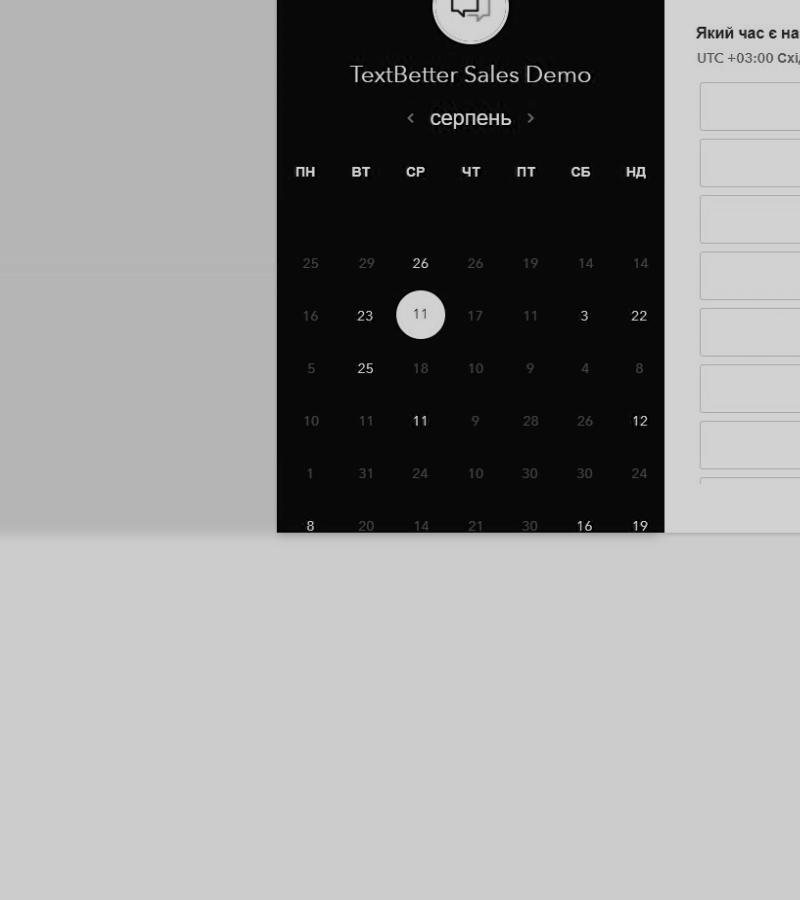 TextBetter Sales Demo
‹ серпень ›
ПН ВТ СР ЧТ ПТ СБ НД
25 29 26 26 19 14 14
16 23 11 17 11 3 22
5 25 18 10 9 4 8
10 11 11 9 28 26 12
1 31 24 10 30 30 24
8 20 14 21 30 16 19
Який час є на
UTC +03:00 Схі